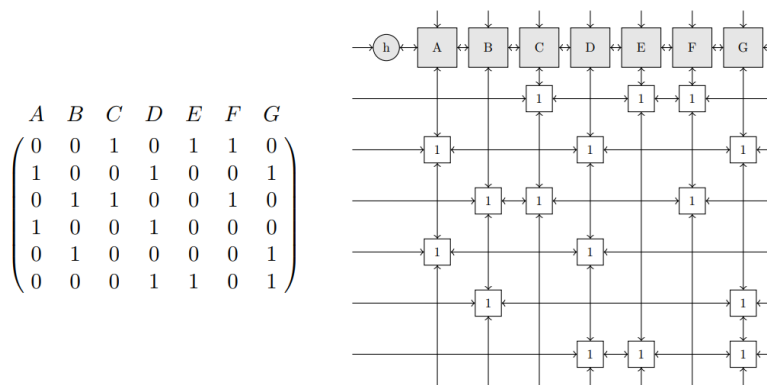 A B C D E F G
0 0 1 0 1 1 0
1 0 0 1 0 0 1
0 1 1 0 0 1 0
1 0 0 1 0 0 0
0 1 0 0 0 0 1
0 0 0 1 1 0 1
h A B C D E F G
1 1 1
1 1 1
1 1 1
1 1
1 1
1 1 1